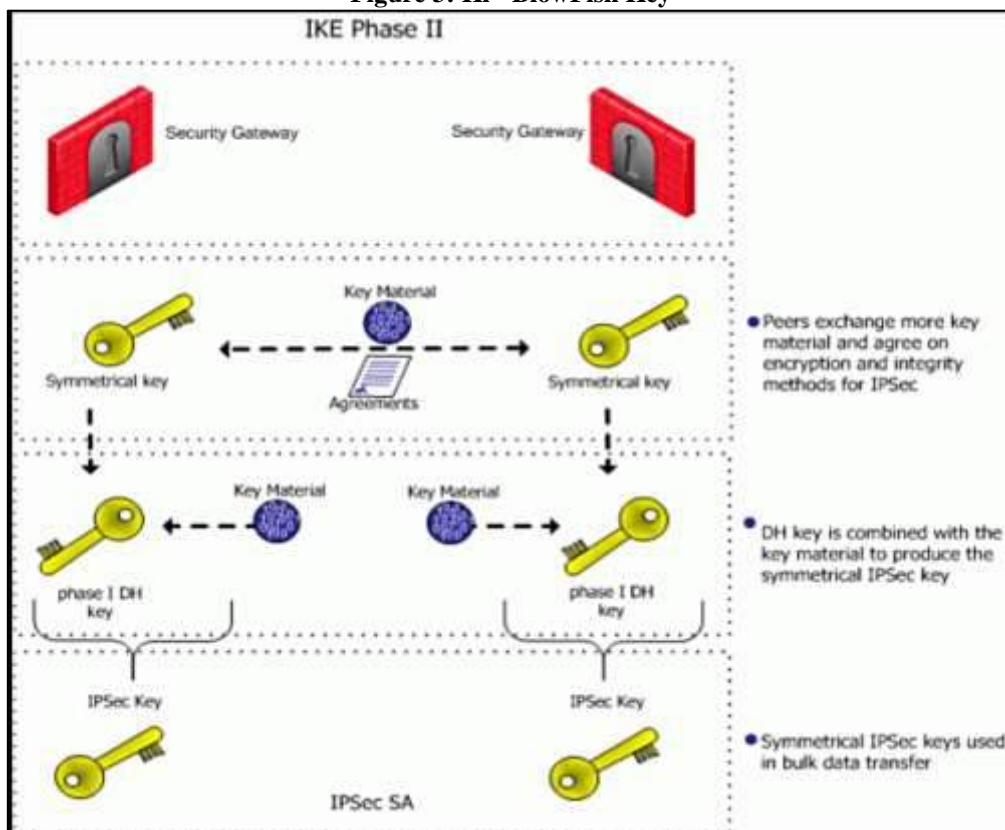 IKE Phase II
Security Gateway
Security Gateway
Key Material
Symmetrical key
Symmetrical key
Agreements
Peers exchange more key
material and agree on
encryption and integrity
methods for IPSec
Key Material
Key Material
phase I DH
key
phase I DH
key
DH key is combined with the
key material to produce the
symmetrical IPSec key
IPSec Key
IPSec Key
Symmetrical IPSec keys used
in bulk data transfer
IPSec SA